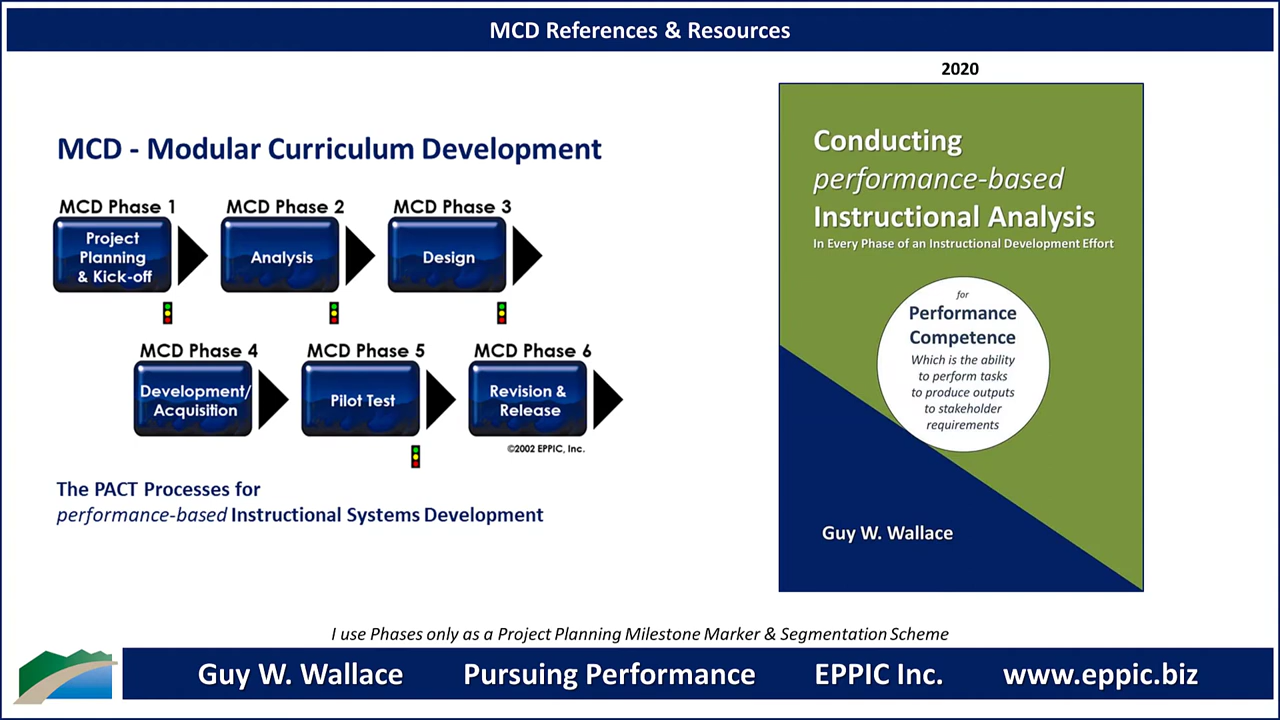 MCD References & Resources
MCD - Modular Curriculum Development
MCD Phase 1
Project
Planning
& Kick-off
MCD Phase 2
Analysis
MCD Phase 3
Design
MCD Phase 4
Development/
Acquisition
MCD Phase 5
Pilot Test
MCD Phase 6
Revision &
Release
©2002 EPPIC, Inc.
The PACT Processes for
performance-based Instructional Systems Development
2020
Conducting
performance-based
Instructional Analysis
In Every Phase of an Instructional Development Effort
for
Performance
Competence
Which is the ability
to perform tasks
to produce outputs
to stakeholder
requirements
Guy W. Wallace
I use Phases only as a Project Planning Milestone Marker & Segmentation Scheme
Guy W. Wallace Pursuing Performance EPPIC Inc. www.eppic.biz